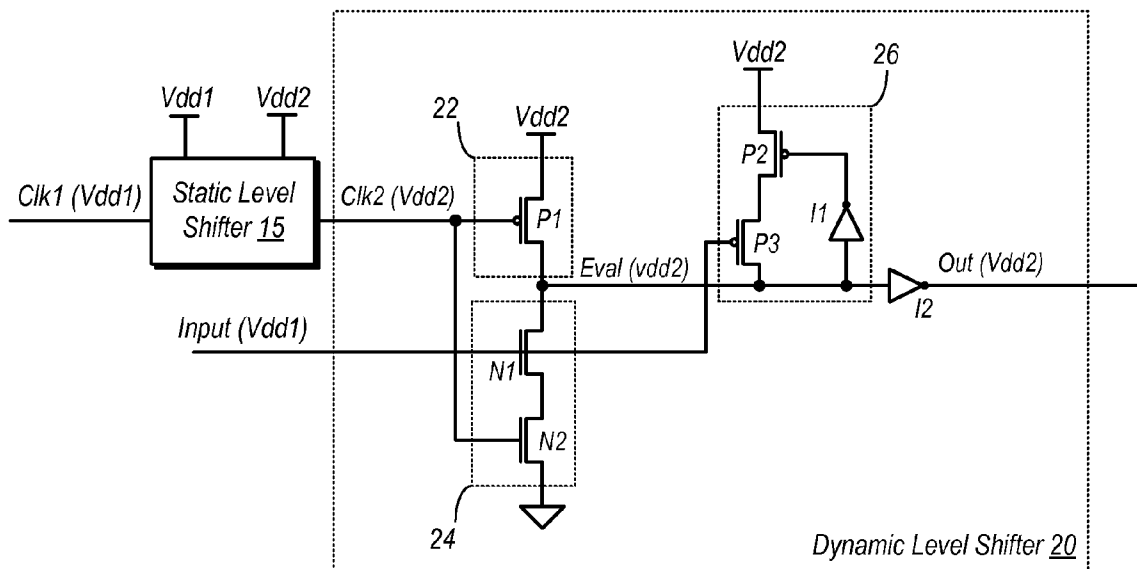 Vdd1
Vdd2
Clk1 (Vdd1)
Static Level
Shifter 15
Clk2 (Vdd2)
22
Vdd2
P1
Vdd2
26
P2
P3
I1
Eval (vdd2)
Out (Vdd2)
I2
Input (Vdd1)
N1
N2
24
Dynamic Level Shifter 20